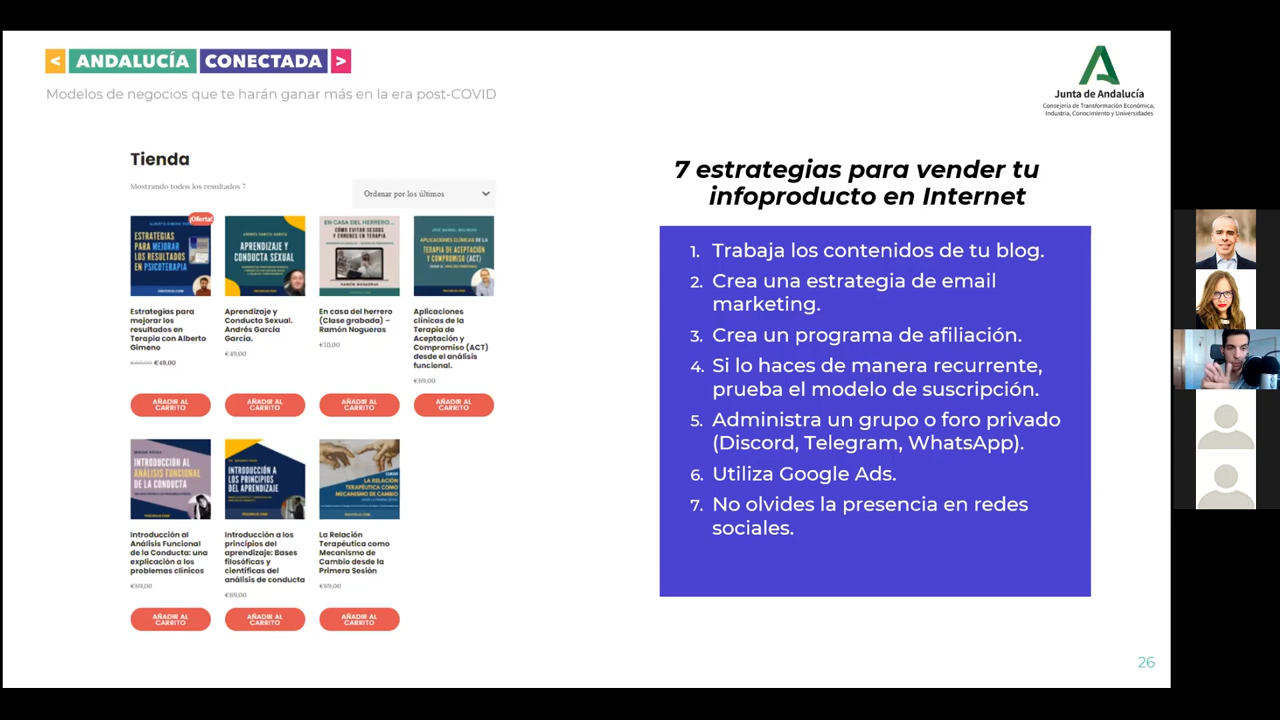 < ANDALUCÍA CONECTADA >
Modelos de negocios que te harán ganar más en la era post-COVID
Junta de Andalucía
Consejería de Transformación Económica,
Industria, Conocimiento y Universidades
Tienda
Mostrando todos los resultados 7
Ordenar por los últimos
¡Oferta!
ESTRATEGIAS
PARA MEJORAR
LOS RESULTADOS
EN PSICOTERAPIA
ANDRÉS GARCÍA GARCÍA
APRENDIZAJE Y
CONDUCTA SEXUAL
EN CASA DEL HERRERO...
CÓMO EVITAR SESGOS
Y ERRORES EN TERAPIA
RAMÓN NOGUERAS
APLICACIONES
CLÍNICAS DE LA
TERAPIA DE
ACEPTACIÓN Y
COMPROMISO (ACT)
Estrategias para
mejorar los
resultados en
Terapia con Alberto
Gimeno
€49,00
Aprendizaje y
Conducta Sexual.
Andrés García
García.
€49,00
En casa del herrero
(Clase grabada) –
Ramón Nogueras
€10,00
Aplicaciones
clínicas de la
Terapia de
Aceptación y
Compromiso (ACT)
desde el análisis
funcional.
€69,00
AÑADIR AL
CARRITO
AÑADIR AL
CARRITO
AÑADIR AL
CARRITO
AÑADIR AL
CARRITO
INTRODUCCIÓN AL
ANÁLISIS FUNCIONAL
DE LA CONDUCTA
INTRODUCCIÓN A
LOS PRINCIPIOS
DEL APRENDIZAJE
CURSO
LA RELACIÓN
TERAPÉUTICA COMO
MECANISMO DE CAMBIO
Introducción al
Análisis Funcional
de la Conducta: una
explicación a los
problemas clínicos
€69,00
Introducción a los
principios del
aprendizaje: Bases
filosóficas y
científicas del
análisis de conducta
€69,00
La Relación
Terapéutica como
Mecanismo de
Cambio desde la
Primera Sesión
€69,00
AÑADIR AL
CARRITO
AÑADIR AL
CARRITO
AÑADIR AL
CARRITO
7 estrategias para vender tu
infoproducto en Internet
1. Trabaja los contenidos de tu blog.
2. Crea una estrategia de email
marketing.
3. Crea un programa de afiliación.
4. Si lo haces de manera recurrente,
prueba el modelo de suscripción.
5. Administra un grupo o foro privado
(Discord, Telegram, WhatsApp).
6. Utiliza Google Ads.
7. No olvides la presencia en redes
sociales.
26